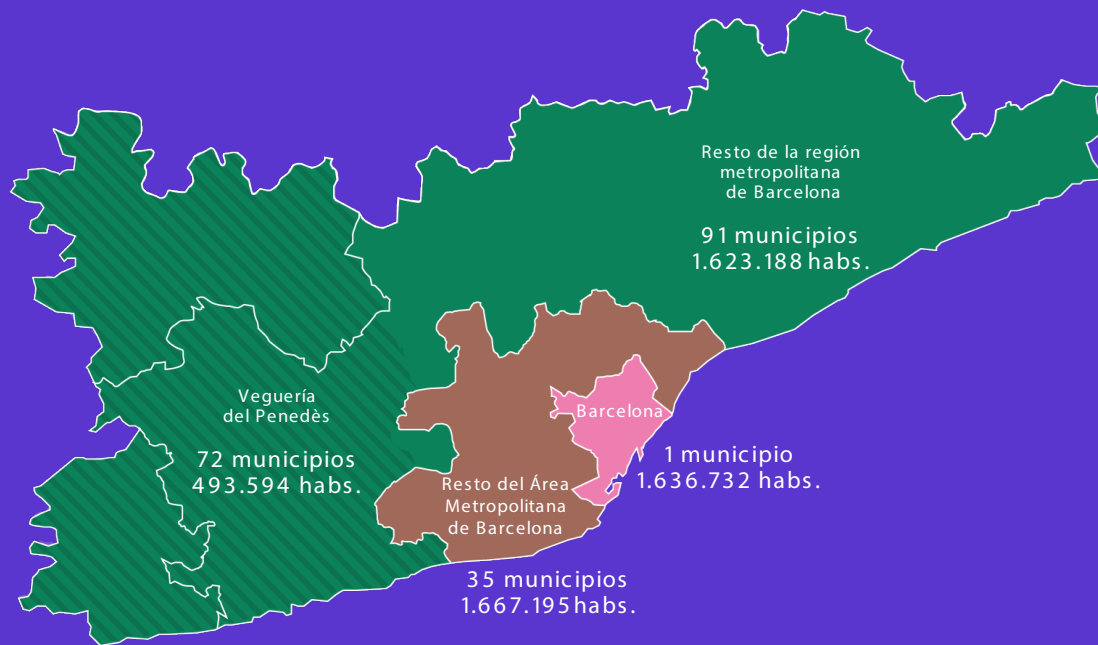 Resto de la región
metropolitana
de Barcelona
91 municipios
1.623.188 habs.
Veguería
del Penedès
72 municipios
493.594 habs.
Barcelona
1 municipio
1.636.732 habs.
Resto del Área
Metropolitana
de Barcelona
35 municipios
1.667.195 habs.